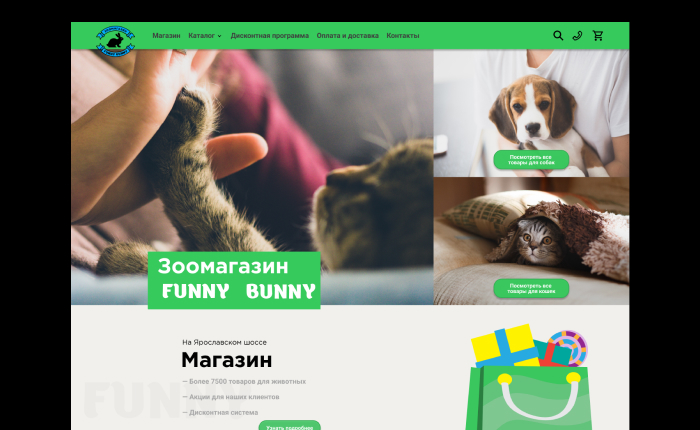 Магазин Каталог Дисконтная программа Оплата и доставка Контакты
Посмотреть все
товары для собак
Зоомагазин
FUNNY BUNNY
Посмотреть все
товары для кошек
На Ярославском шоссе
Магазин
— Более 7500 товаров для животных
— Акции для наших клиентов
— Дисконтная система
FUN
Узнать подробнее